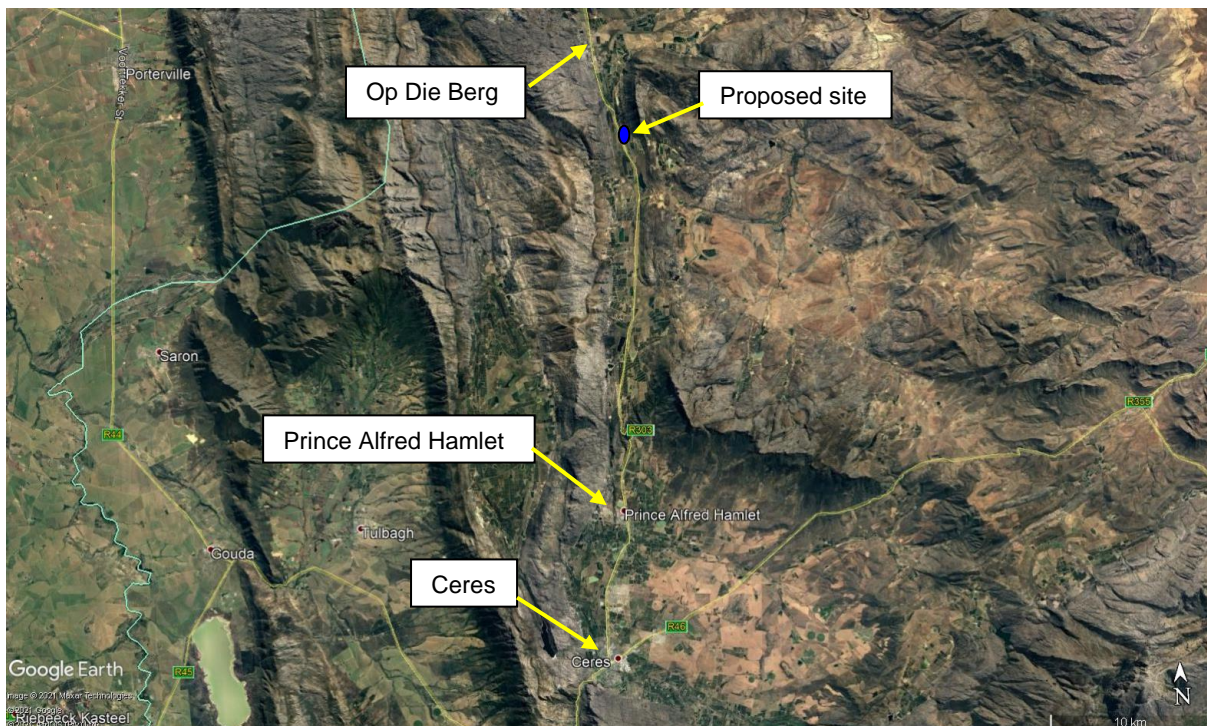 Op Die Berg
Proposed site
Porterville
Voortrekker St
Saron
R44
R303
R355
Prince Alfred Hamlet
Prince Alfred Hamlet
Tulbagh
Gouda
Ceres
R46
Ceres
R45
Google Earth
Image © 2021 Maxar Technologies
©2021 Google
Riebeeck Kasteel
N
10 km